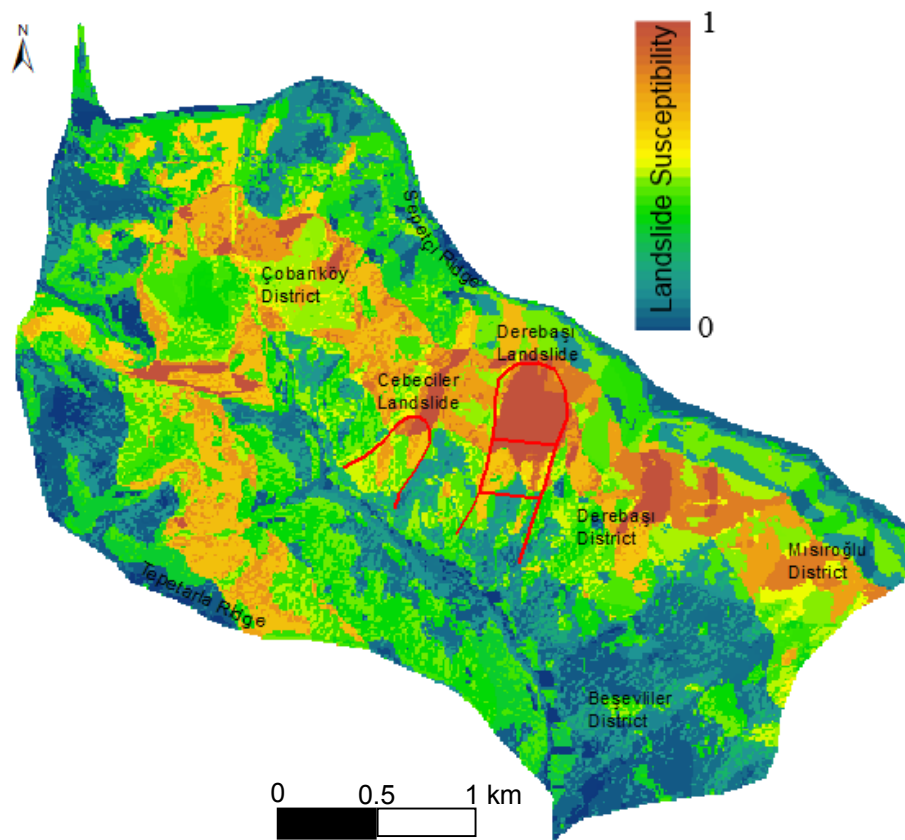 N
1
Landslide Susceptibility
0
Sepetçi Ridge
Çobanköy
District
Derebaşı
Landslide
Cebeciler
Landslide
Derebaşı
District
Mısıroğlu
District
Tepetarla Ridge
Beşevliler
District
0 0.5 1 km